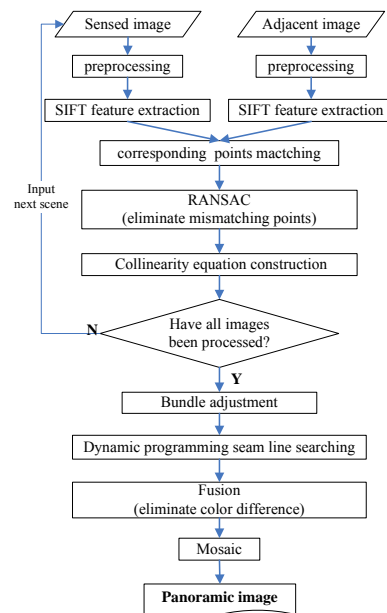 Sensed image
Adjacent image
preprocessing
preprocessing
SIFT feature extraction
SIFT feature extraction
corresponding points mactching
Input
next scene
RANSAC
(eliminate mismatching points)
Collinearity equation construction
N
Have all images
been processed?
Y
Bundle adjustment
Dynamic programming seam line searching
Fusion
(eliminate color difference)
Mosaic
Panoramic image